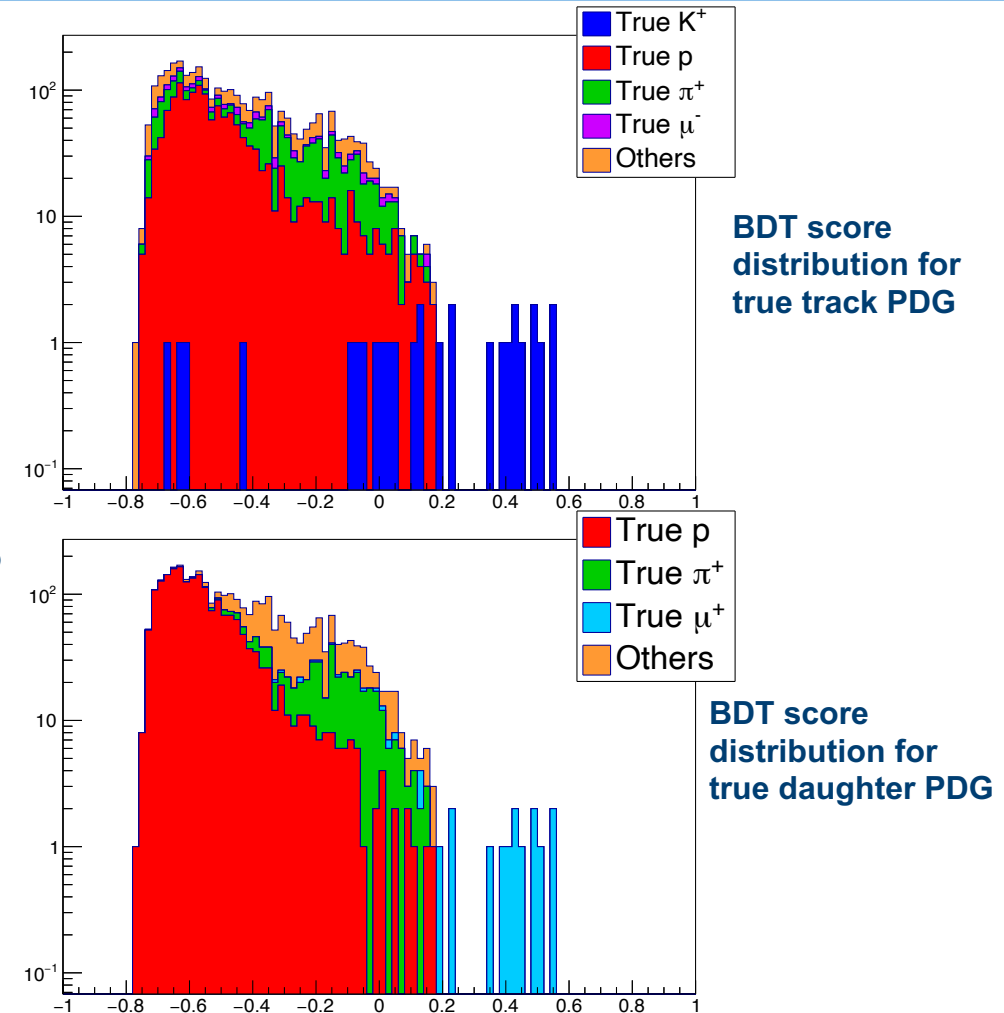 True K⁺
True p
True π⁺
True μ⁻
Others
10²
10
1
10⁻¹
−1 −0.8 −0.6 −0.4 −0.2 0 0.2 0.4 0.6 0.8 1
BDT score
distribution for
true track PDG
True p
True π⁺
True μ⁺
Others
10²
10
1
10⁻¹
−1 −0.8 −0.6 −0.4 −0.2 0 0.2 0.4 0.6 0.8 1
BDT score
distribution for
true daughter PDG